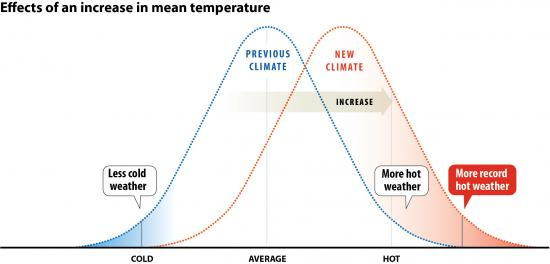 Effects of an increase in mean temperature
PREVIOUS
CLIMATE
NEW
CLIMATE
INCREASE
Less cold
weather
More hot
weather
More record
hot weather
COLD
AVERAGE
HOT